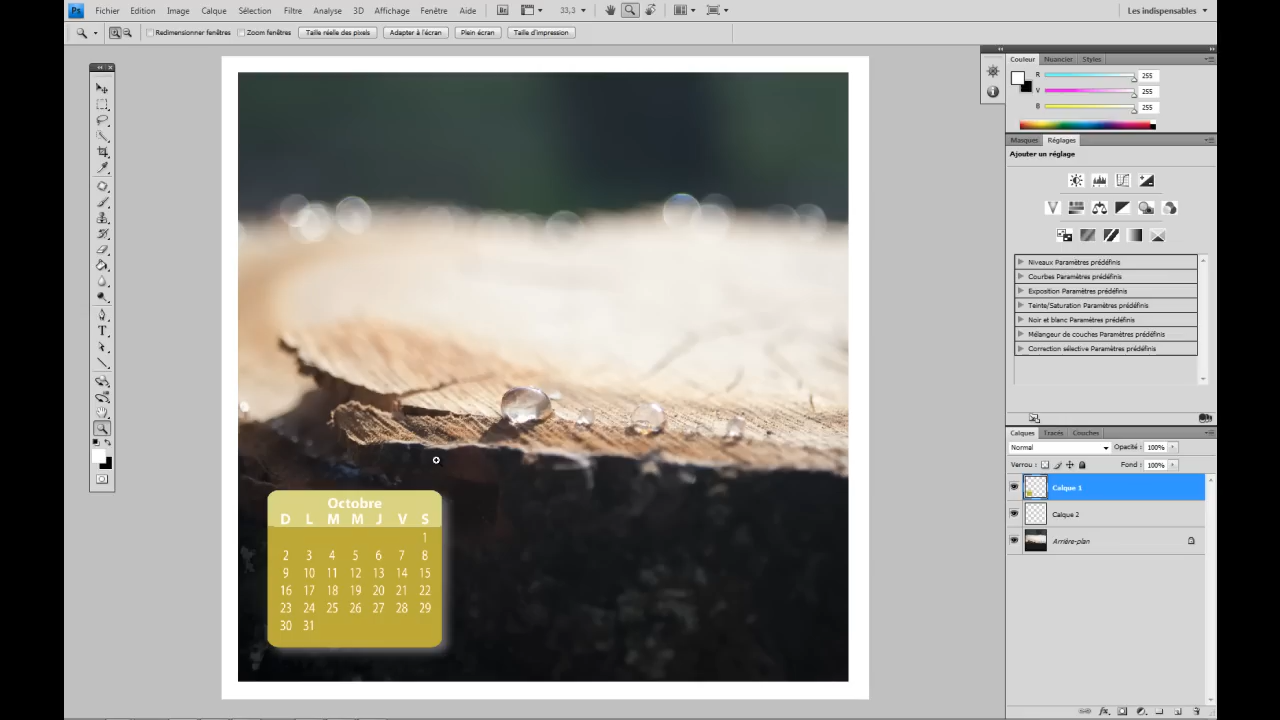 Ps Fichier Edition Image Calque Sélection Filtre Analyse 3D Affichage Fenêtre Aide Br 33,3 Les indispensables
Redimensionner fenêtres Zoom fenêtres Taille réelle des pixels Adapter à l'écran Plein écran Taille d'impression
Couleur Nuancier Styles
R 255
V 255
B 255
Masques Réglages
Ajouter un réglage
Niveaux Paramètres prédéfinis
Courbes Paramètres prédéfinis
Exposition Paramètres prédéfinis
Teinte/Saturation Paramètres prédéfinis
Noir et blanc Paramètres prédéfinis
Mélangeur de couches Paramètres prédéfinis
Correction sélective Paramètres prédéfinis
Calques Tracés Couches
Normal Opacité : 100%
Verrou : Fond : 100%
Calque 1
Calque 2
Arrière-plan
Octobre
D L M M J V S
1
2 3 4 5 6 7 8
9 10 11 12 13 14 15
16 17 18 19 20 21 22
23 24 25 26 27 28 29
30 31